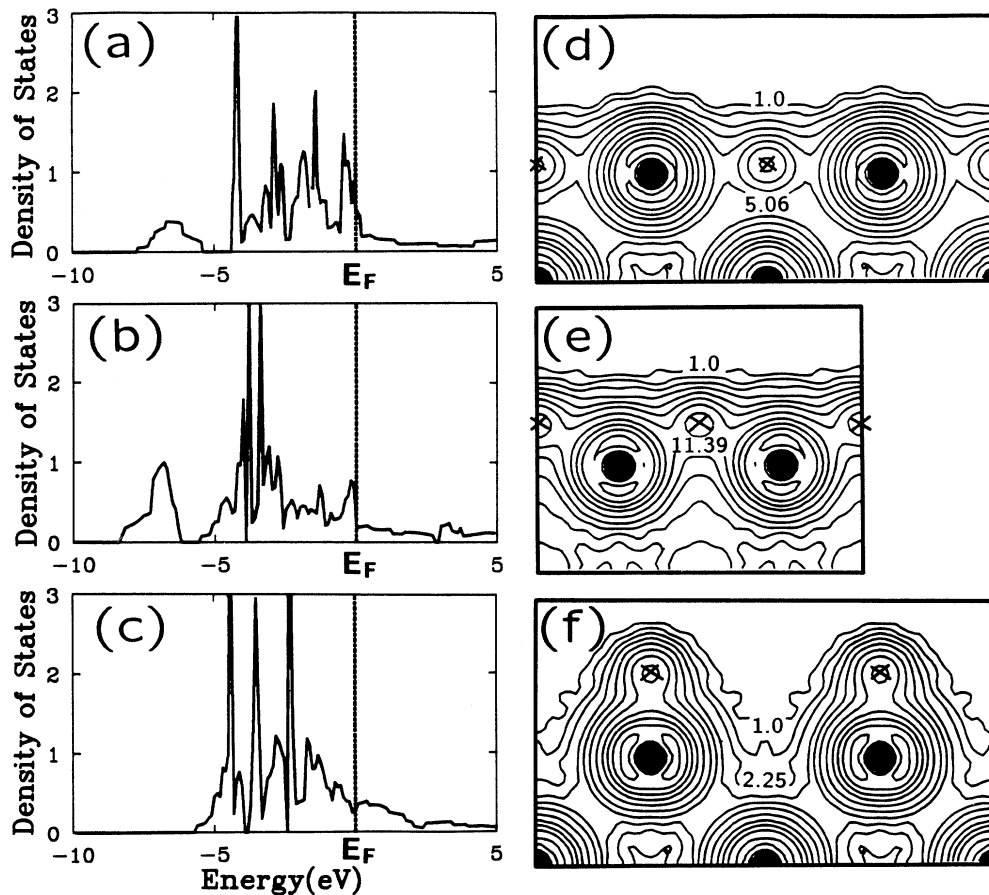 (a)
Density of States
3
2
1
0
-10
-5
E_F
5
(b)
Density of States
3
2
1
0
-10
-5
E_F
5
(c)
Density of States
3
2
1
0
-10
-5
E_F
5
Energy(eV)
(d)
1.0
5.06
(e)
1.0
11.39
(f)
1.0
2.25